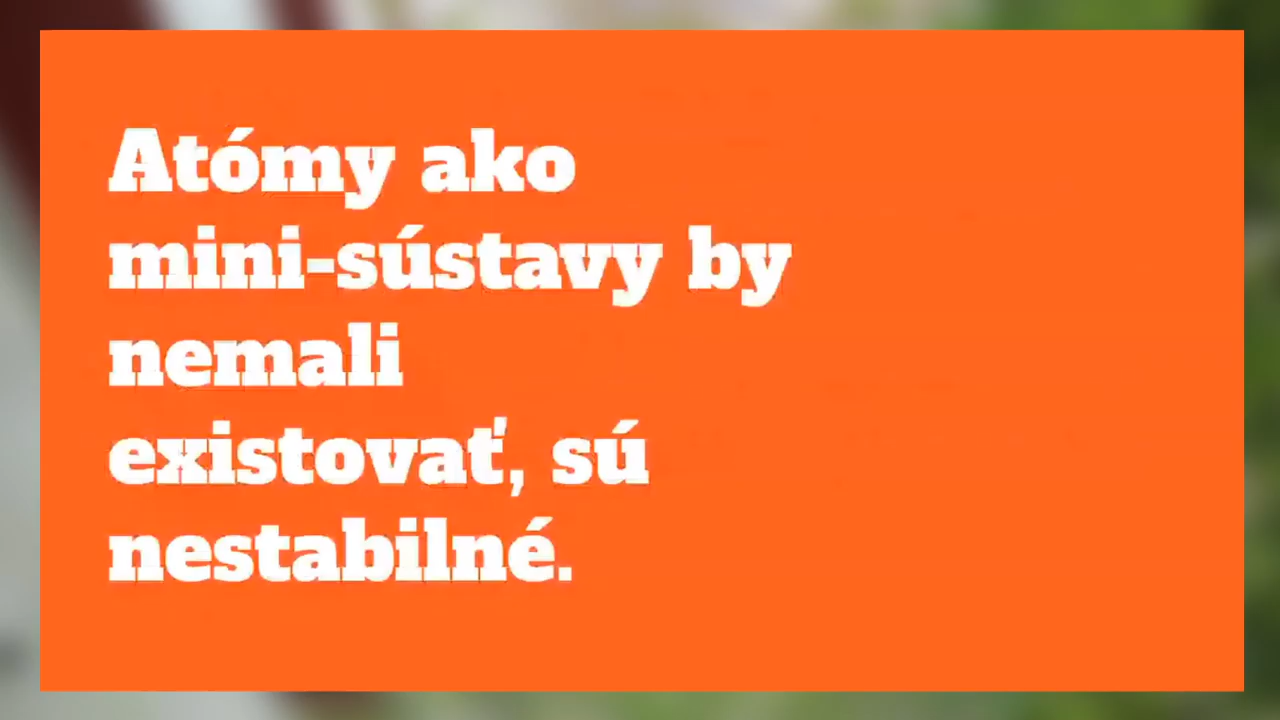 Atómy ako
mini-sústavy by
nemali
existovať, sú
nestabilné.